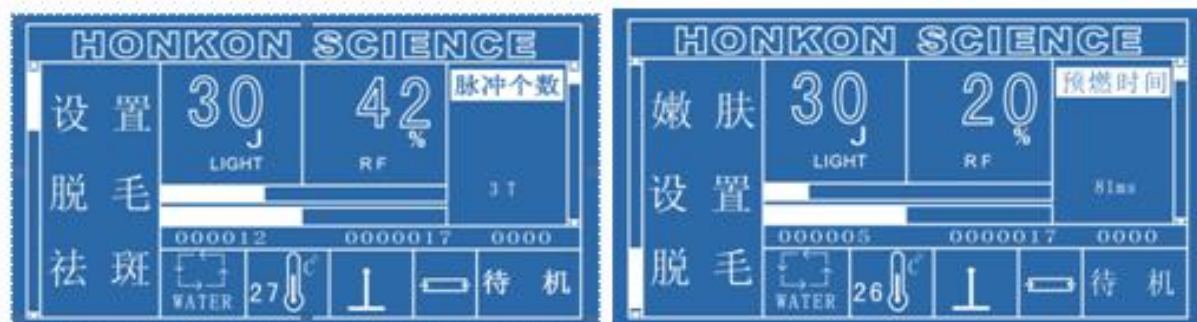 HONKON SCIENCE
设置
脱毛
祛斑
30 J
LIGHT
42 %
RF
脉冲个数
3 T
000012 0000017 0000
WATER
27 C°
待机
HONKON SCIENCE
嫩肤
设置
脱毛
30 J
LIGHT
20 %
RF
预燃时间
81ms
000005 0000017 0000
WATER
26 C°
待机